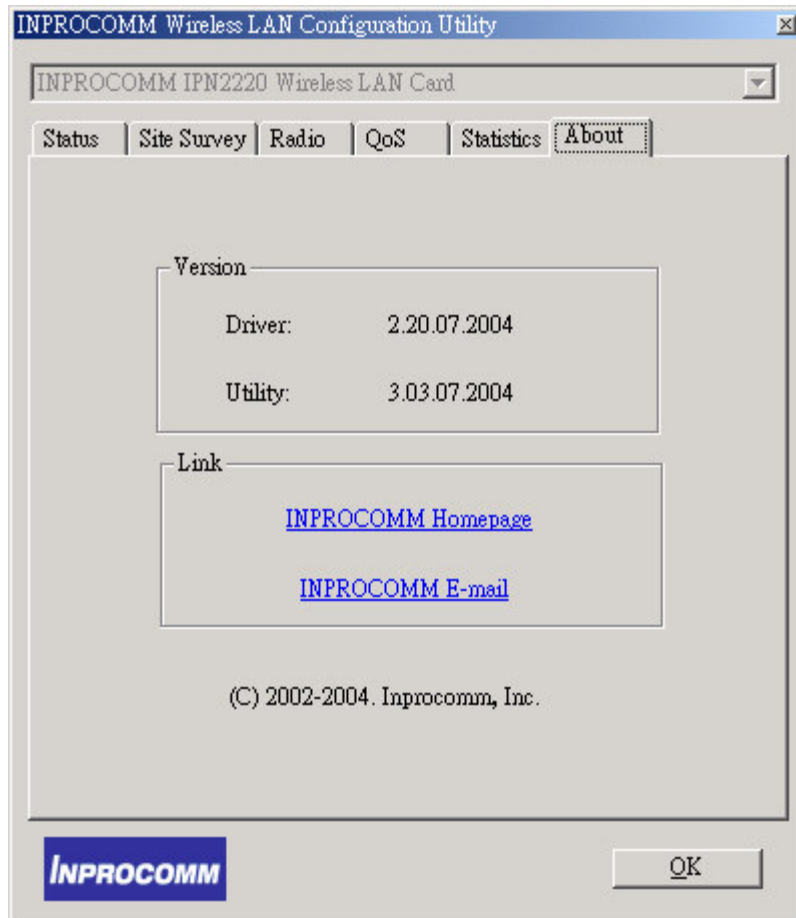 INPROCOMM Wireless LAN Configuration Utility
INPROCOMM IPN2220 Wireless LAN Card
Status Site Survey Radio QoS Statistics About
Version
Driver: 2.20.07.2004
Utility: 3.03.07.2004
Link
INPROCOMM Homepage
INPROCOMM E-mail
(C) 2002-2004. Inprocomm, Inc.
INPROCOMM
OK